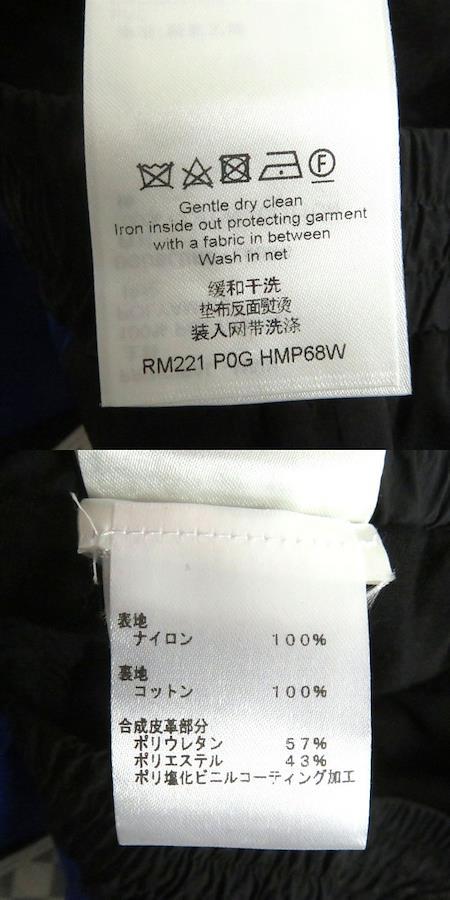 F
Gentle dry clean
Iron inside out protecting garment
with a fabric in between
Wash in net
缓和干洗
垫布反面熨烫
装入网带洗涤
RM221 P0G HMP68W
表地
ナイロン 100%
裏地
コットン 100%
合成皮革部分
ポリウレタン 57%
ポリエステル 43%
ポリ塩化ビニルコーティング加工